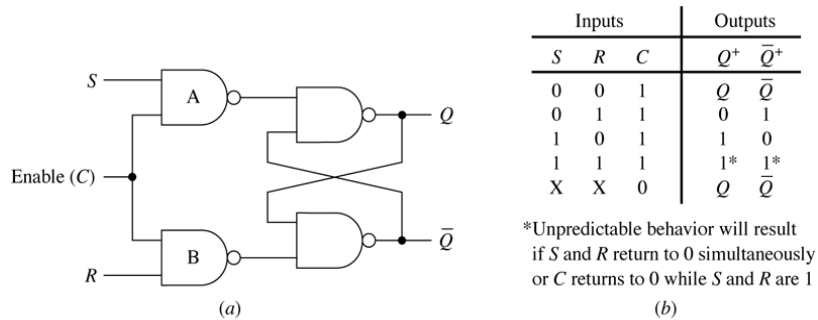 S
A
Q
Enable (C)
B
Q̅
R
(a)
Inputs Outputs
S R C Q⁺ Q̅⁺
0 0 1 Q Q̅
0 1 1 0 1
1 0 1 1 0
1 1 1 1* 1*
X X 0 Q Q̅
*Unpredictable behavior will result
if S and R return to 0 simultaneously
or C returns to 0 while S and R are 1
(b)